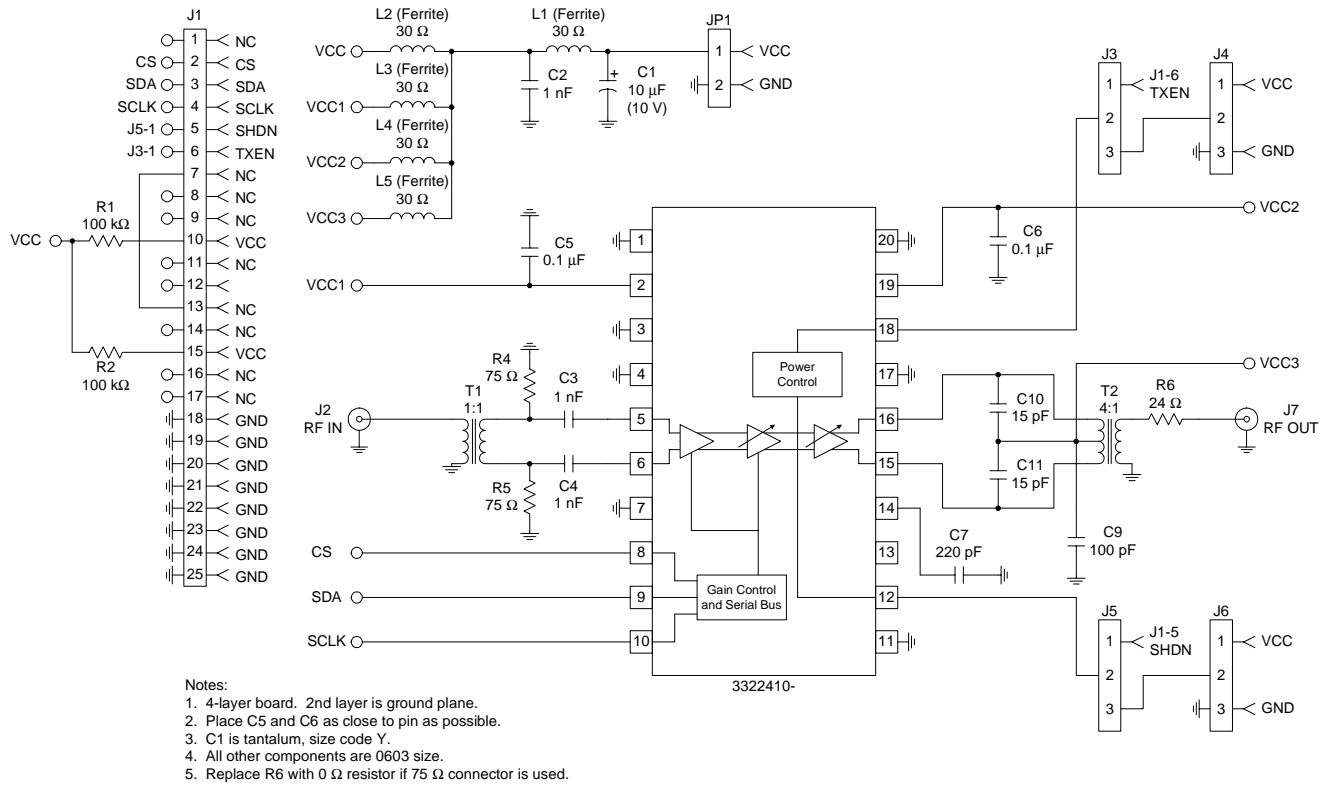 J1
1 NC
CS 2 CS
SDA 3 SDA
SCLK 4 SCLK
J5-1 5 SHDN
J3-1 6 TXEN
7 NC
8 NC
9 NC
10 VCC
11 NC
12
13 NC
14 NC
15 VCC
16 NC
17 NC
18 GND
19 GND
20 GND
21 GND
22 GND
23 GND
24 GND
25 GND
VCC
R1
100 kΩ
R2
100 kΩ
L2 (Ferrite)
30 Ω
VCC
L3 (Ferrite)
30 Ω
VCC1
L4 (Ferrite)
30 Ω
VCC2
L5 (Ferrite)
30 Ω
VCC3
L1 (Ferrite)
30 Ω
C2
1 nF
+
C1
10 µF
(10 V)
JP1
1 VCC
2 GND
J3
1 J1-6
TXEN
2
3
J4
1 VCC
2
3 GND
VCC2
C6
0.1 µF
C5
0.1 µF
VCC1
J2
RF IN
T1
1:1
R4
75 Ω
C3
1 nF
R5
75 Ω
C4
1 nF
CS
SDA
SCLK
1
2
3
4
5
6
7
8
9
10
20
19
18
17
16
15
14
13
12
11
Power
Control
Gain Control
and Serial Bus
3322410-
VCC3
C10
15 pF
C11
15 pF
T2
4:1
R6
24 Ω
J7
RF OUT
C7
220 pF
C9
100 pF
J5
1 J1-5
SHDN
2
3
J6
1 VCC
2
3 GND
Notes:
1. 4-layer board. 2nd layer is ground plane.
2. Place C5 and C6 as close to pin as possible.
3. C1 is tantalum, size code Y.
4. All other components are 0603 size.
5. Replace R6 with 0 Ω resistor if 75 Ω connector is used.